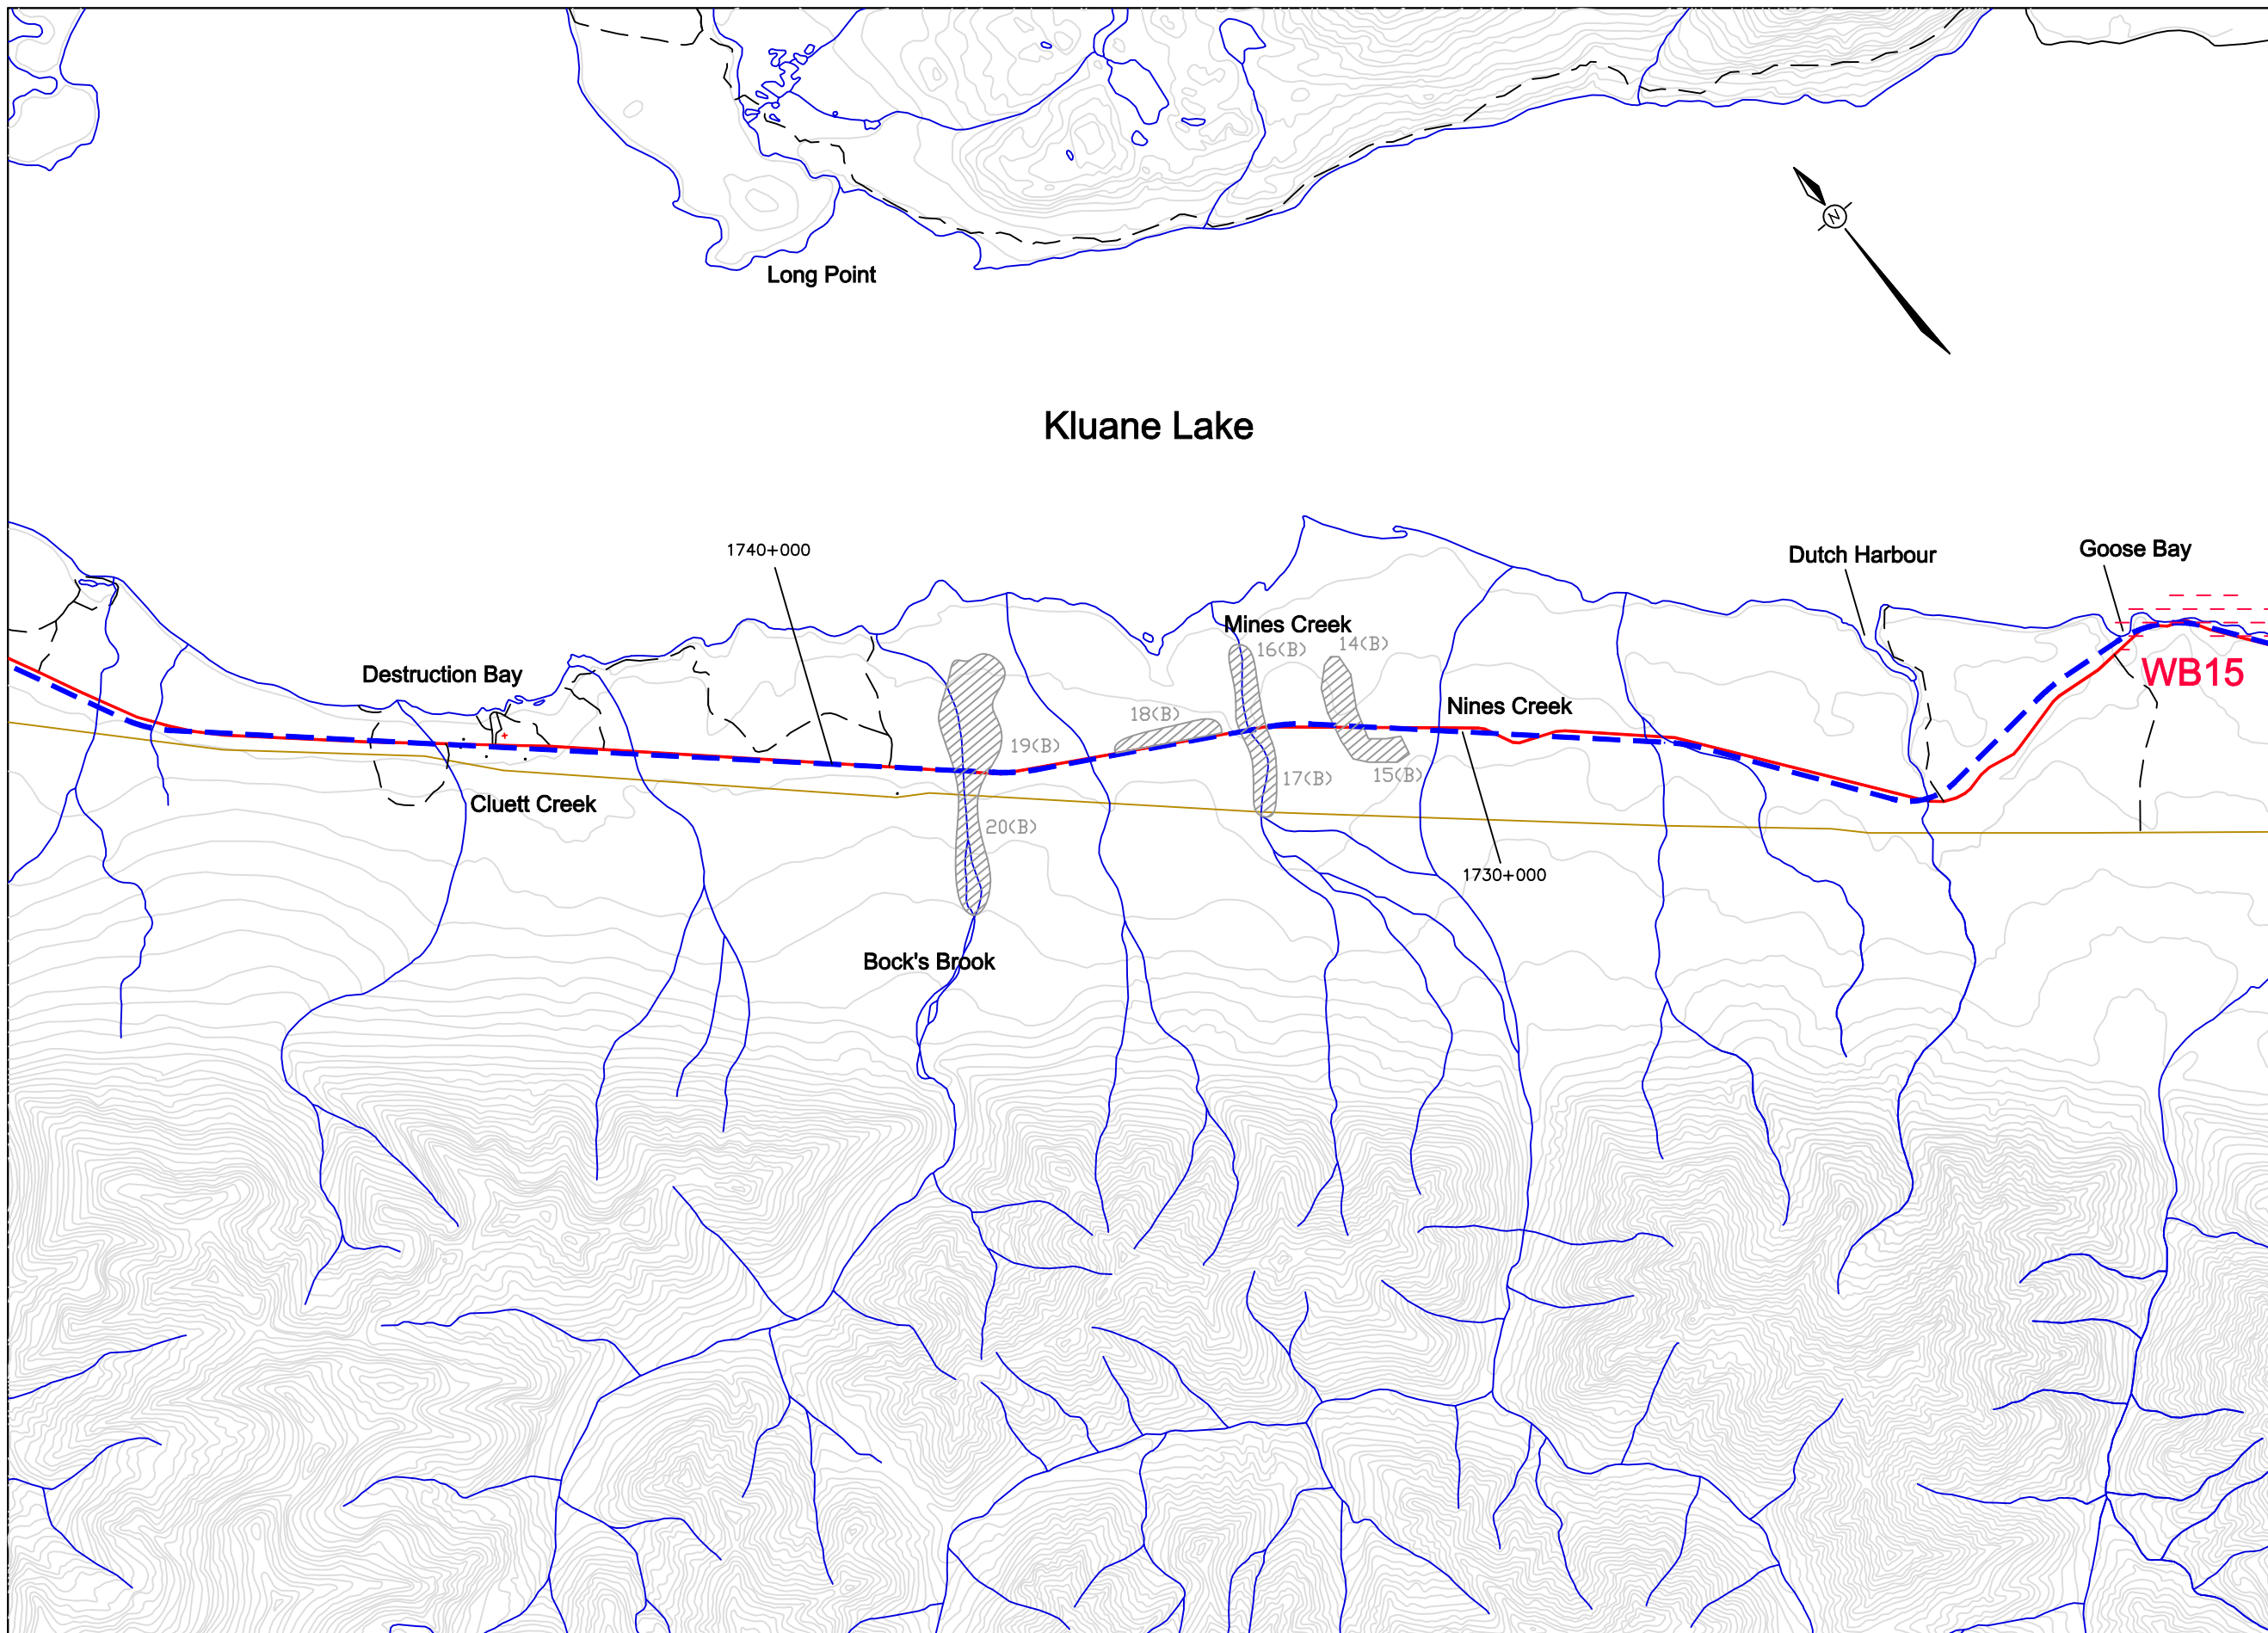 N
Long Point
Kluane Lake
1740+000
Dutch Harbour
Goose Bay
Mines Creek
14(B)
16(B)
Destruction Bay
WB15
18(B)
Nines Creek
19(B)
17(B)
15(B)
Cluett Creek
20(B)
1730+000
Bock's Brook